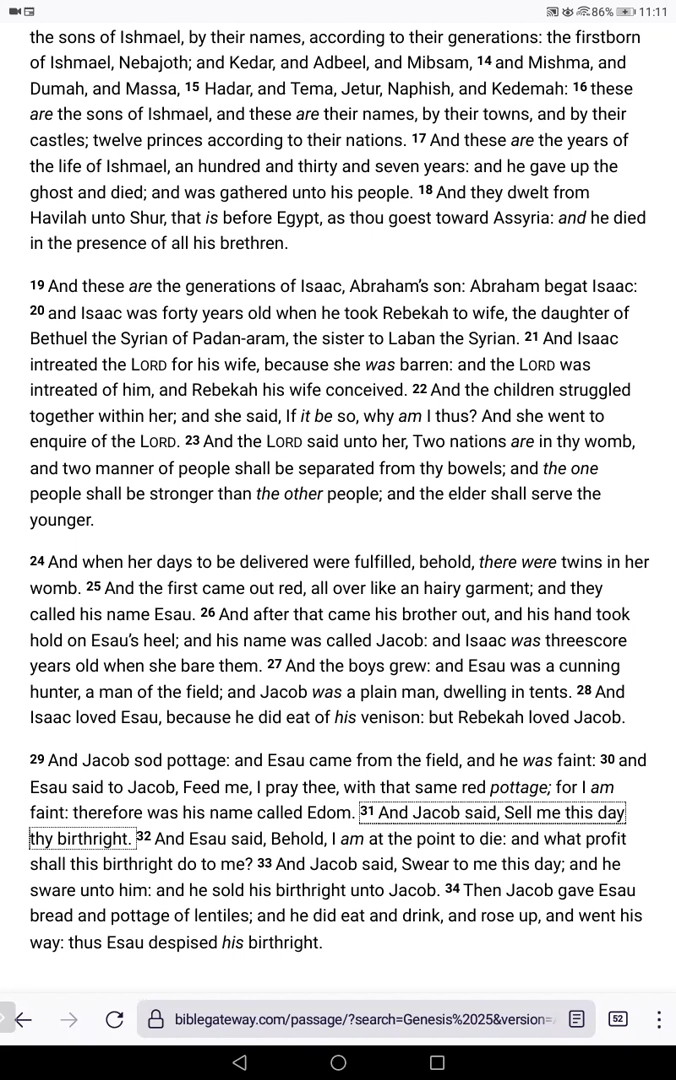 86% 11:11
the sons of Ishmael, by their names, according to their generations: the firstborn
of Ishmael, Nebajoth; and Kedar, and Adbeel, and Mibsam, 14 and Mishma, and
Dumah, and Massa, 15 Hadar, and Tema, Jetur, Naphish, and Kedemah: 16 these
are the sons of Ishmael, and these are their names, by their towns, and by their
castles; twelve princes according to their nations. 17 And these are the years of
the life of Ishmael, an hundred and thirty and seven years: and he gave up the
ghost and died; and was gathered unto his people. 18 And they dwelt from
Havilah unto Shur, that is before Egypt, as thou goest toward Assyria: and he died
in the presence of all his brethren.
19 And these are the generations of Isaac, Abraham's son: Abraham begat Isaac:
20 and Isaac was forty years old when he took Rebekah to wife, the daughter of
Bethuel the Syrian of Padan-aram, the sister to Laban the Syrian. 21 And Isaac
intreated the LORD for his wife, because she was barren: and the LORD was
intreated of him, and Rebekah his wife conceived. 22 And the children struggled
together within her; and she said, If it be so, why am I thus? And she went to
enquire of the LORD. 23 And the LORD said unto her, Two nations are in thy womb,
and two manner of people shall be separated from thy bowels; and the one
people shall be stronger than the other people; and the elder shall serve the
younger.
24 And when her days to be delivered were fulfilled, behold, there were twins in her
womb. 25 And the first came out red, all over like an hairy garment; and they
called his name Esau. 26 And after that came his brother out, and his hand took
hold on Esau's heel; and his name was called Jacob: and Isaac was threescore
years old when she bare them. 27 And the boys grew: and Esau was a cunning
hunter, a man of the field; and Jacob was a plain man, dwelling in tents. 28 And
Isaac loved Esau, because he did eat of his venison: but Rebekah loved Jacob.
29 And Jacob sod pottage: and Esau came from the field, and he was faint: 30 and
Esau said to Jacob, Feed me, I pray thee, with that same red pottage; for I am
faint: therefore was his name called Edom. 31 And Jacob said, Sell me this day
thy birthright. 32 And Esau said, Behold, I am at the point to die: and what profit
shall this birthright do to me? 33 And Jacob said, Swear to me this day; and he
sware unto him: and he sold his birthright unto Jacob. 34 Then Jacob gave Esau
bread and pottage of lentiles; and he did eat and drink, and rose up, and went his
way: thus Esau despised his birthright.
biblegateway.com/passage/?search=Genesis%2025&version= 52